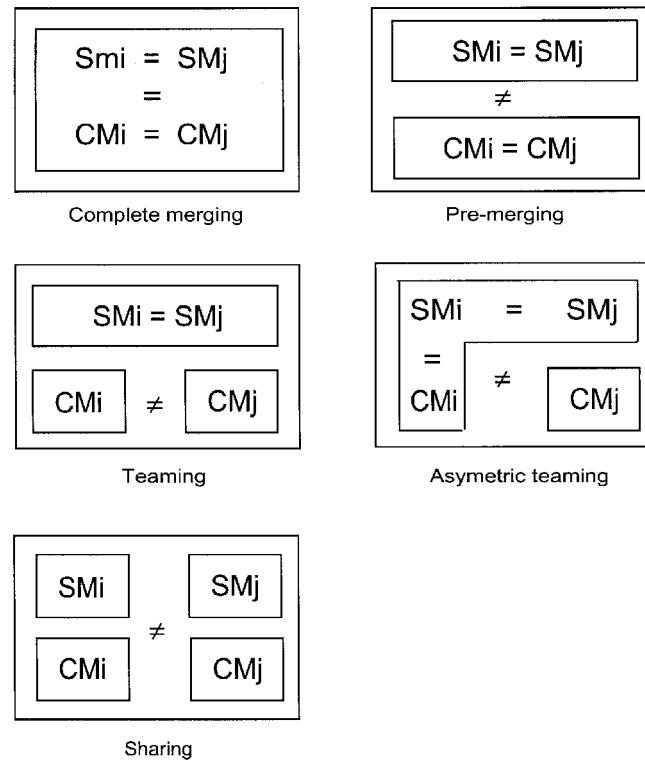 Smi = SMj
=
CMi = CMj
Complete merging
SMi = SMj
≠
CMi = CMj
Pre-merging
SMi = SMj
CMi ≠ CMj
Teaming
SMi = SMj
= ≠
CMi CMj
Asymetric teaming
SMi SMj
≠
CMi CMj
Sharing